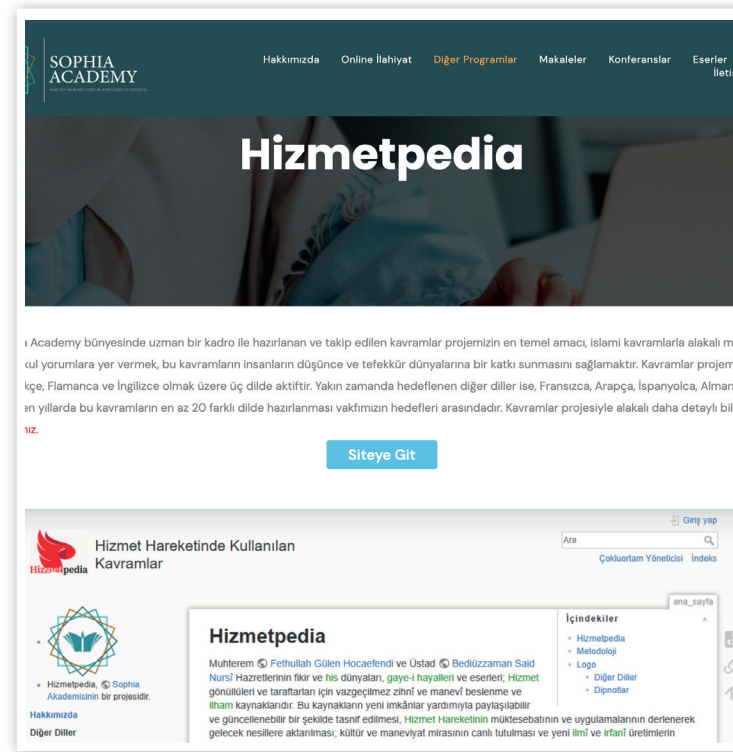 SOPHIA
ACADEMY
Hakkımızda Online İlahiyat Diğer Programlar Makaleler Konferanslar Eserler
Hizmetpedia
Academy bünyesinde uzman bir kadro ile hazırlanan ve takip edilen kavramlar projemizin en temel amacı, islami kavramlarla alakalı
yorumlara yer vermek, bu kavramların insanların düşünce ve tefekkür dünyalarına bir katkı sunmasını sağlamaktır. Kavramlar
Flamanca ve İngilizce olmak üzere üç dilde aktiftir. Yakın zamanda hedeflenen diğer diller ise, Fransızca, Arapça, İspanyolca,
yıllarda bu kavramların en az 20 farklı dilde hazırlanması vakfımızın hedefleri arasındadır. Kavramlar projesiyle alakalı daha detaylı
Siteye Git
Giriş yap
Hizmet Hareketinde Kullanılan
Kavramlar
Hizmetpedia
Ara
Çokluortam Yöneticisi İndeks
ana_sayfa
Hizmetpedia
İçindekiler
Hizmetpedia
Metodoloji
Logo
Diğer Diller
Dipnotlar
Muhterem Fethullah Gülen Hocaefendi ve Üstad Bediüzzaman Said
Nursî Hazretlerinin fikir ve his dünyaları, gaye-i hayalleri ve eserleri; Hizmet
gönüllüleri ve taraftarları için vazgeçilmez zihnî ve manevî beslenme ve
ilham kaynaklarıdır. Bu kaynakların yeni imkânlar yardımıyla paylaşılabilir
ve güncellenebilir bir şekilde tasnif edilmesi, Hizmet Hareketinin müktesebatının ve uygulamalarının derlenerek
gelecek nesillere aktarılması; kültür ve maneviyat mirasının canlı tutulması ve yeni ilmî ve irfanî üretimlerin
Hizmetpedia, Sophia
Akademisinin bir projesidir.
Hakkımızda
Diğer Diller